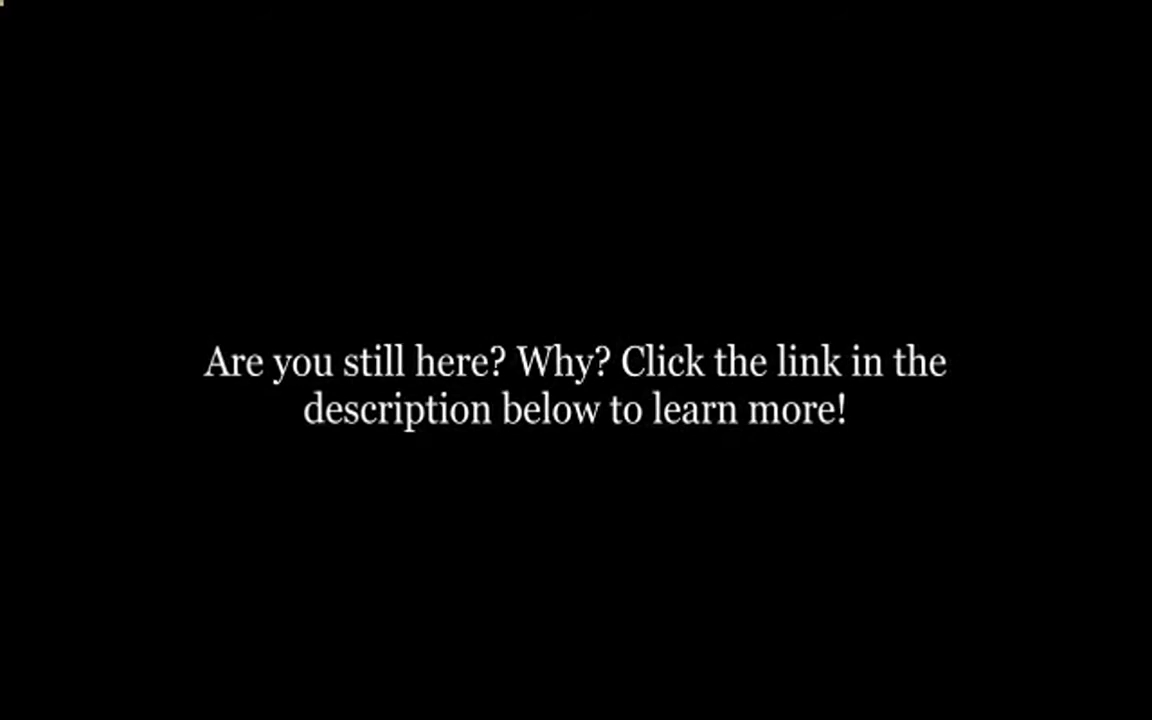 Are you still here? Why? Click the link in the
description below to learn more!